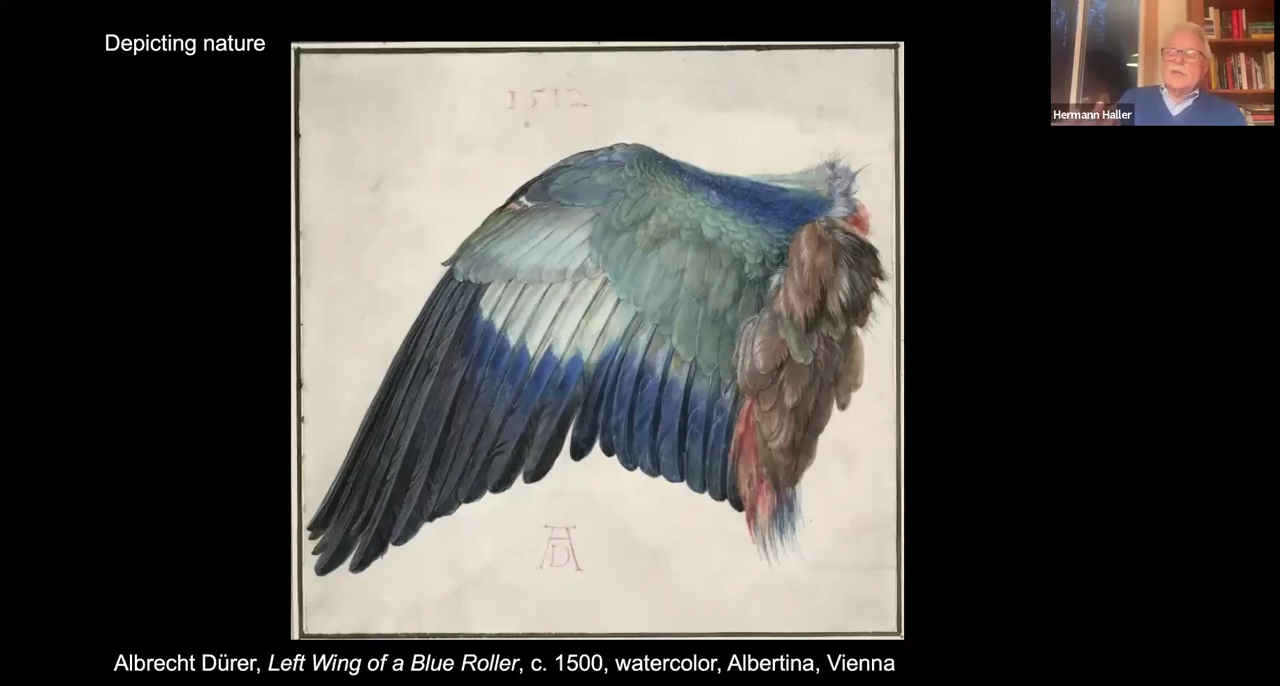 Depicting nature
Hermann Haller
1512
AD
Albrecht Dürer, Left Wing of a Blue Roller, c. 1500, watercolor, Albertina, Vienna